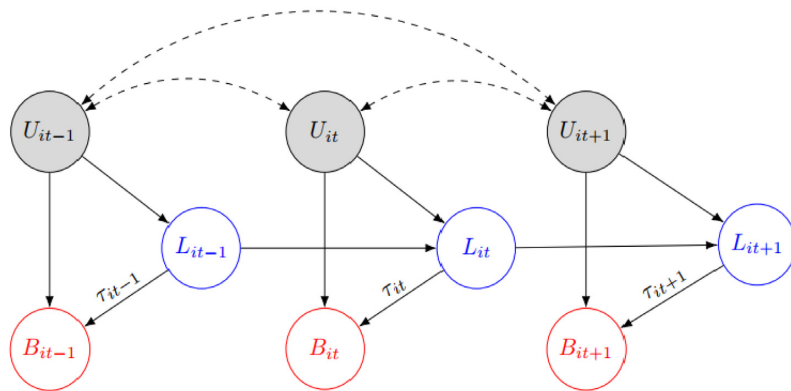 U_{it−1} U_{it} U_{it+1}
L_{it−1} L_{it} L_{it+1}
τ_{it−1} τ_{it} τ_{it+1}
B_{it−1} B_{it} B_{it+1}